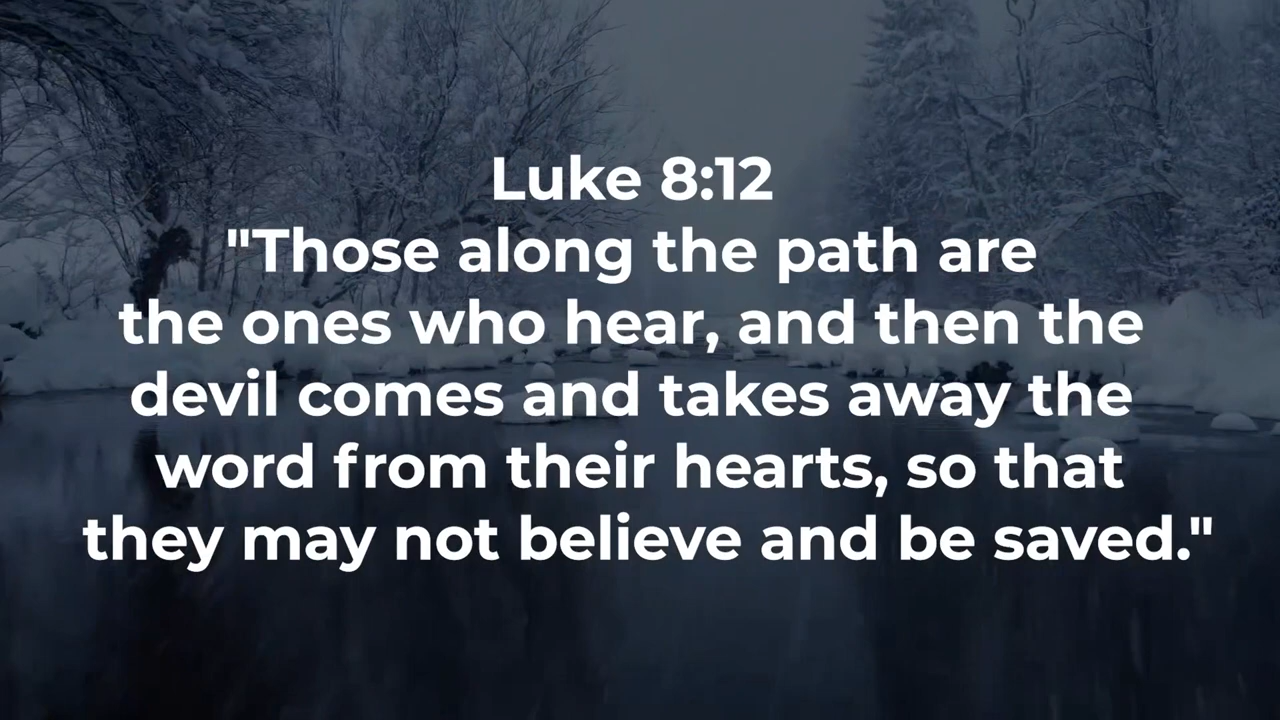 Luke 8:12
"Those along the path are
the ones who hear, and then the
devil comes and takes away the
word from their hearts, so that
they may not believe and be saved."